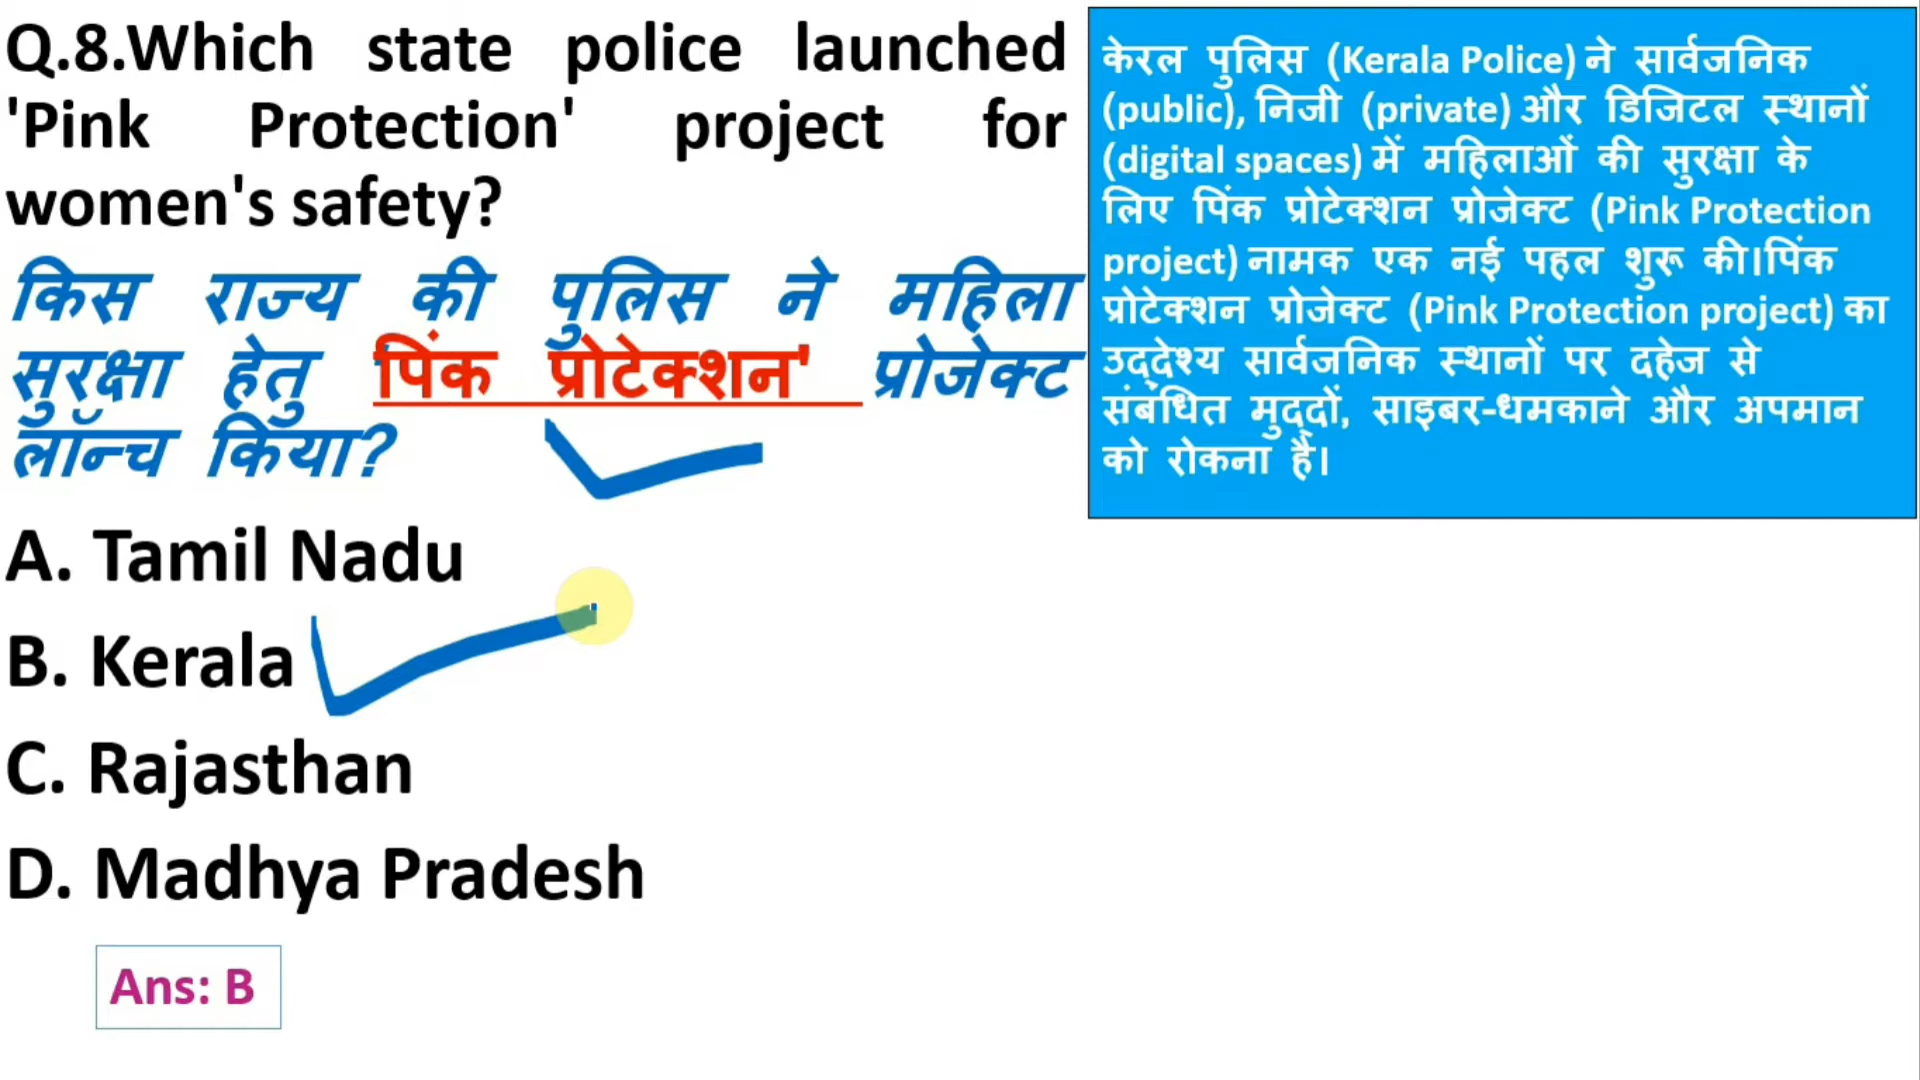 Q.8.Which state police launched
'Pink Protection' project for
women's safety?
किस राज्य की पुलिस ने महिला
सुरक्षा हेतु पिंक प्रोटेक्शन' प्रोजेक्ट
लॉन्च किया?
A. Tamil Nadu
B. Kerala
C. Rajasthan
D. Madhya Pradesh
Ans: B
केरल पुलिस (Kerala Police) ने सार्वजनिक
(public), निजी (private) और डिजिटल स्थानों
(digital spaces) में महिलाओं की सुरक्षा के
लिए पिंक प्रोटेक्शन प्रोजेक्ट (Pink Protection
project) नामक एक नई पहल शुरू की।पिंक
प्रोटेक्शन प्रोजेक्ट (Pink Protection project) का
उद्देश्य सार्वजनिक स्थानों पर दहेज से
संबंधित मुद्दों, साइबर-धमकाने और अपमान
को रोकना हैं।